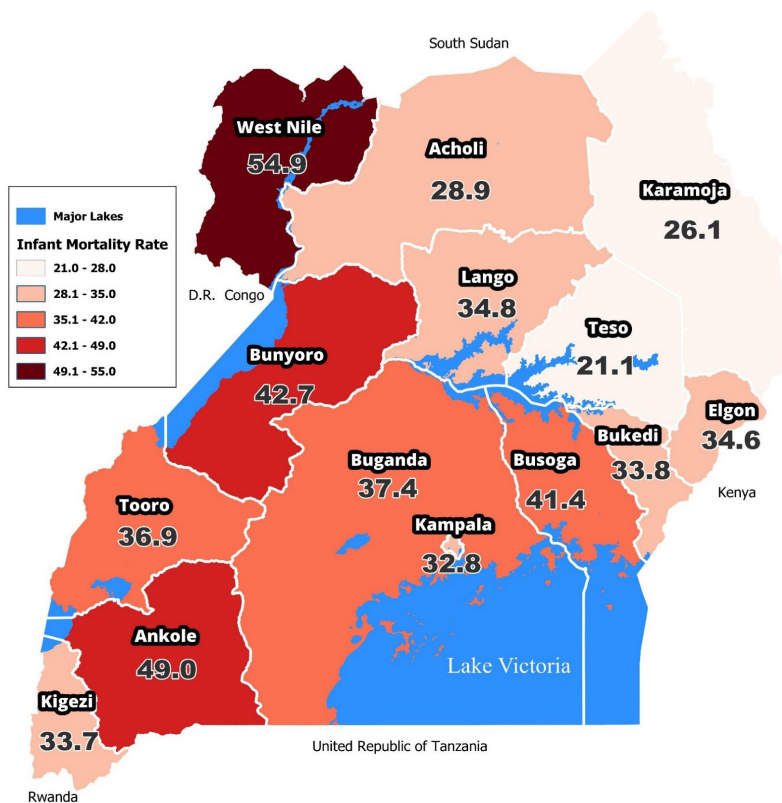 South Sudan
West Nile
54.9
Acholi
28.9
Karamoja
26.1
Major Lakes
Infant Mortality Rate
21.0 - 28.0
28.1 - 35.0
35.1 - 42.0
42.1 - 49.0
49.1 - 55.0
D.R. Congo
Lango
34.8
Teso
21.1
Bunyoro
42.7
Elgon
34.6
Bukedi
33.8
Kenya
Buganda
37.4
Busoga
41.4
Tooro
36.9
Kampala
32.8
Ankole
49.0
Lake Victoria
Kigezi
33.7
United Republic of Tanzania
Rwanda